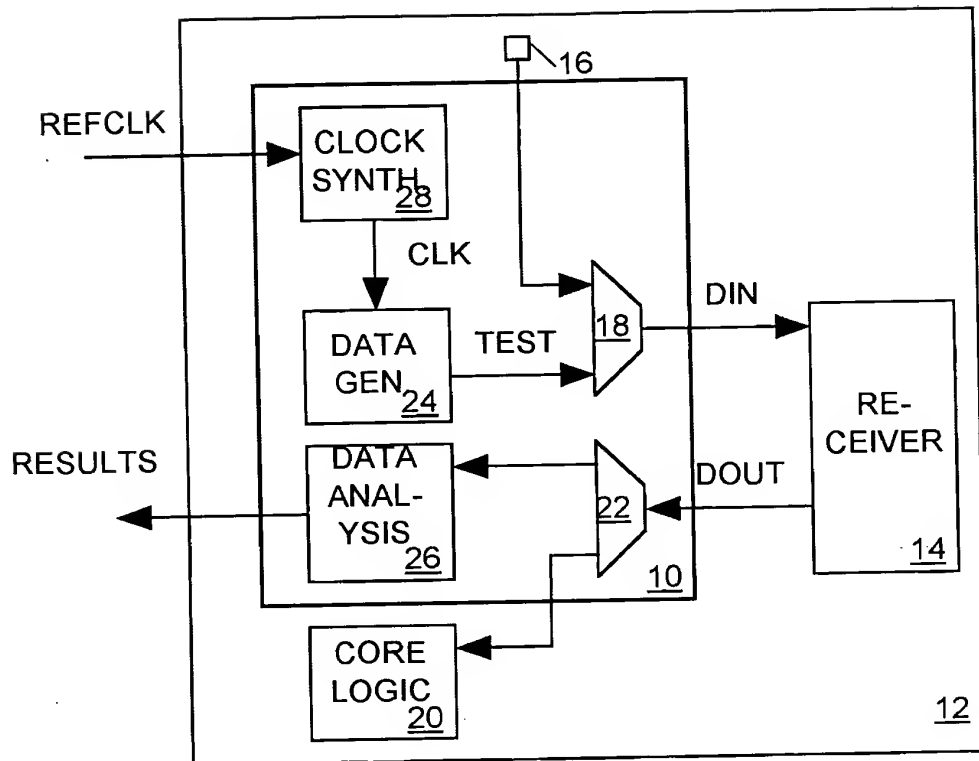 16
REFCLK
CLOCK
SYNTH.
28
CLK
DIN
18
DATA
GEN.
24
TEST
RE-
CEIVER
14
RESULTS
DATA
ANAL-
YSIS
26
22
DOUT
10
CORE
LOGIC
20
12